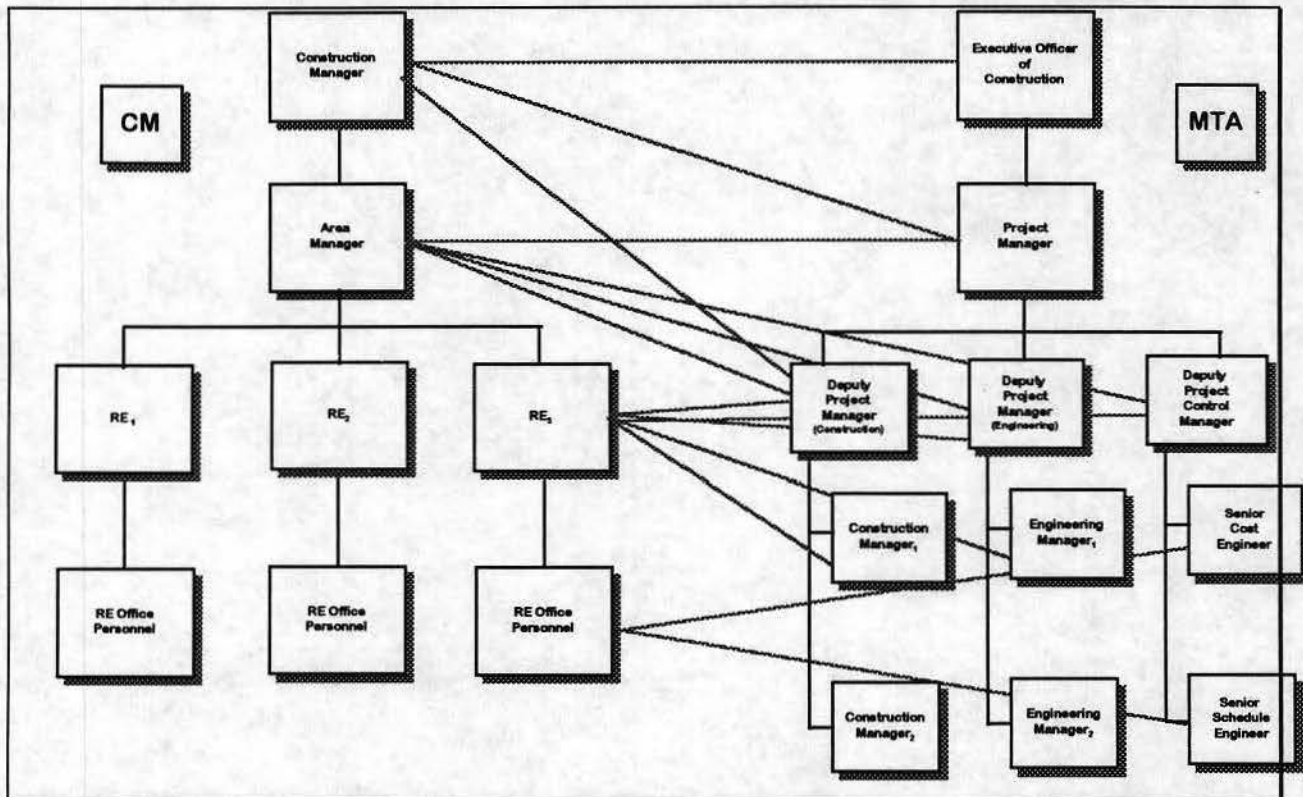 Construction
Manager
Executive Officer
of
Construction
CM
MTA
Area
Manager
Project
Manager
RE 1
RE2
RE3
Deputy
Project
Manager
(Construction)
Deputy
Project
Manager
(Engineering)
Deputy
Project
Control
Manager
Construction
Manager1
Engineering
Manager1
Senior
Cost
Engineer
RE Office
Personnel
RE Office
Personnel
RE Office
Personnel
Construction
Manager2
Engineering
Manager2
Senior
Schedule
Engineer